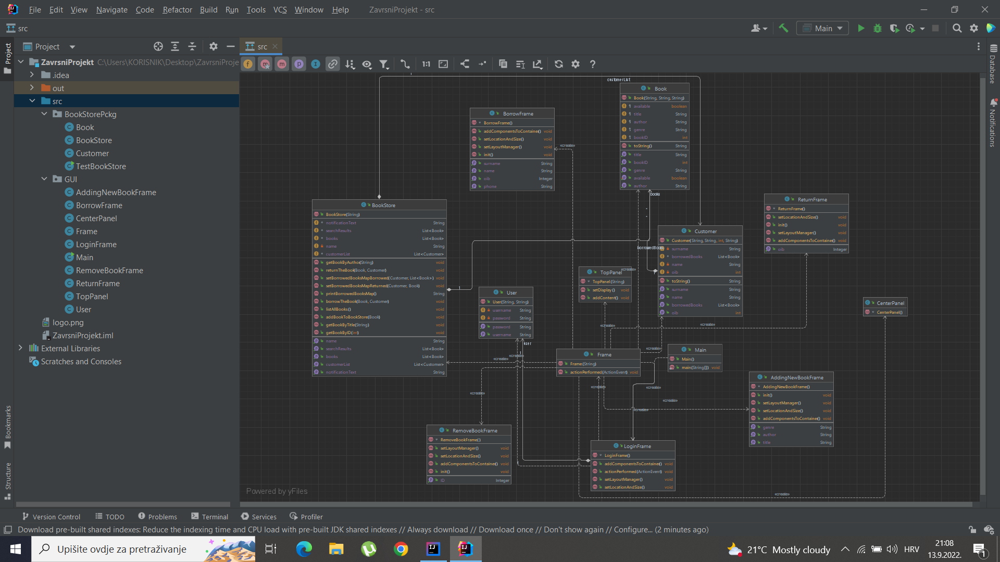 File Edit View Navigate Code Refactor Build Run Tools VCS Window Help ZavrsniProjekt - src
src
Main
Project
src
Project
ZavrsniProjekt C:\Users\KORISNIK\Desktop\ZavrsniProje
.idea
out
src
BookStorePckg
Book
BookStore
Customer
TestBookStore
GUI
AddingNewBookFrame
BorrowFrame
CenterPanel
Frame
LoginFrame
Main
RemoveBookFrame
ReturnFrame
TopPanel
User
logo.png
ZavrsniProjekt.iml
External Libraries
Scratches and Consoles
Bookmarks
Structure
Database
Notifications
1:1
customerList
Book
Book(String, String, String)
available boolean
title String
author String
genre String
bookID int
toString() String
title String
bookID int
genre String
available boolean
author String
BorrowFrame
BorrowFrame()
addComponentsToContainer() void
setLocationAndSize() void
setLayoutManager() void
init() void
surname String
name String
oib Integer
phone String
«create»
books
*
*
BookStore
BookStore(String)
notificationText String
searchResults List<Book>
books List<Book>
name String
customerList List<Customer>
getBookByAuthor(String) void
returnTheBook(Book, Customer) void
setBorrowedBooksMapBorrowed(Customer, List<Book>) void
setBorrowedBooksMapReturned(Customer, Book) void
printBorrowedBooksMap() String
borrowTheBook(Book, Customer) void
listAllBooks() void
addBookToBookStore(Book) void
getBookByTitle(String) void
getBookByID(int) void
name String
searchResults List<Book>
books List<Book>
customerList List<Customer>
notificationText String
1
ReturnFrame
ReturnFrame()
setLocationAndSize() void
init() void
setLayoutManager() void
addComponentsToContainer() void
oib Integer
Customer
Customer(String, String, int, String)
surname String
borrowedBooks List<Book>
name String
oib int
toString() String
surname String
name String
borrowedBooks List<Book>
oib int
borrowedBooks
TopPanel
«create»
TopPanel(String)
setDisplay() void
addContent() void
User
User(String, String)
username String
password String
password String
username String
user
1
CenterPanel
CenterPanel()
«create»
«create»
«create»
«create»
«create»
Frame
Frame(String)
actionPerformed(ActionEvent) void
Main
Main()
main(String[]) void
«create»
«create»
«create»
«create»
«create»
AddingNewBookFrame
AddingNewBookFrame()
init() void
setLayoutManager() void
setLocationAndSize() void
addComponentsToContainer() void
genre String
author String
title String
RemoveBookFrame
RemoveBookFrame()
setLayoutManager() void
setLocationAndSize() void
addComponentsToContainer() void
init() void
ID Integer
LoginFrame
LoginFrame()
addComponentsToContainer() void
actionPerformed(ActionEvent) void
setLayoutManager() void
setLocationAndSize() void
«create»
Powered by yFiles
Version Control TODO Problems Terminal Services Profiler
Download pre-built shared indexes: Reduce the indexing time and CPU load with pre-built JDK shared indexes // Always download // Download once // Don't show again // Configure... (2 minutes ago)
Upišite ovdje za pretraživanje
21°C Mostly cloudy
HRV
21:08
13.9.2022.
1